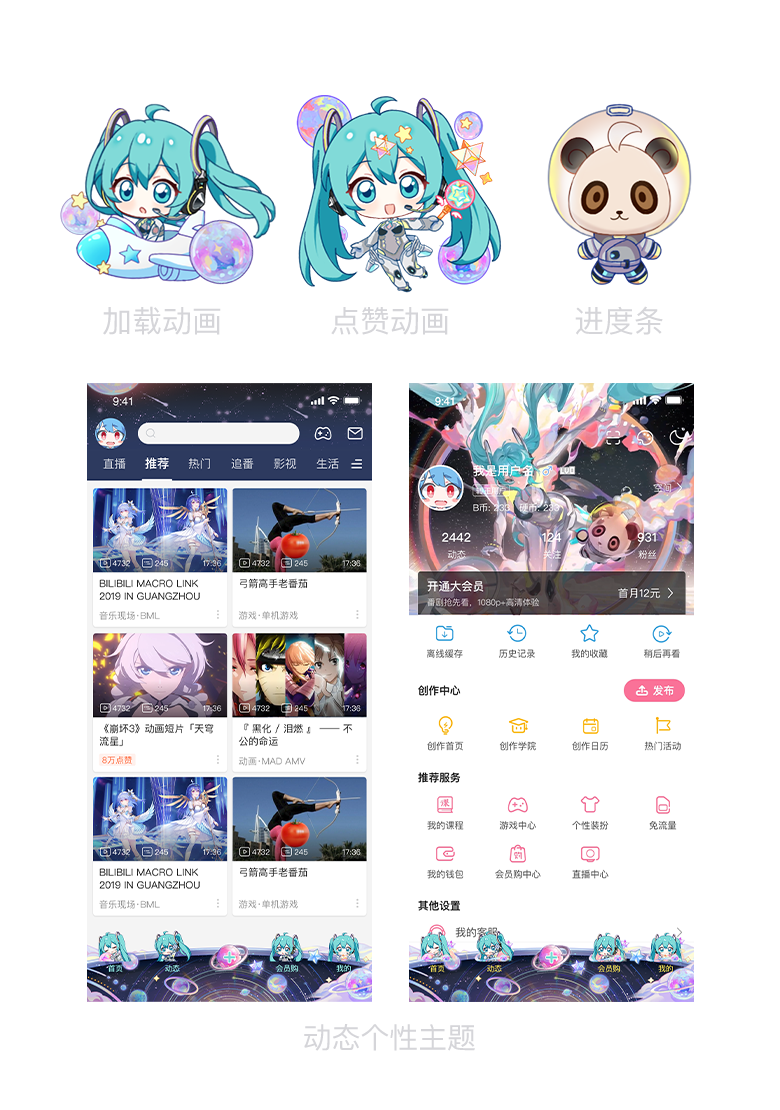 加载动画
点赞动画
进度条
9:41
直播
推荐
热门
追番
影视
生活
4732
245
17:36
BILIBILI MACRO LINK
2019 IN GUANGZHOU
音乐现场·BML
4732
245
17:36
弓箭高手老番茄
游戏·单机游戏
4732
245
17:36
《崩坏3》动画短片「天穹
流星」
8万点赞
4732
245
17:36
『 黑化 / 泪燃 』 —— 不
公的命运
动画·MAD AMV
4732
245
17:36
BILIBILI MACRO LINK
2019 IN GUANGZHOU
音乐现场·BML
4732
245
17:36
弓箭高手老番茄
游戏·单机游戏
首页
动态
会员购
我的
9:41
我是用户名
LV6
正式会员
B币: 233
硬币: 233
空间
2442
动态
124
关注
931
粉丝
开通大会员
番剧抢先看，1080p+高清体验
首月12元
离线缓存
历史记录
我的收藏
稍后再看
创作中心
发布
创作首页
创作学院
创作日历
热门活动
推荐服务
我的课程
游戏中心
个性装扮
免流量
我的钱包
会员购中心
直播中心
其他设置
我的客服
首页
动态
会员购
我的
动态个性主题